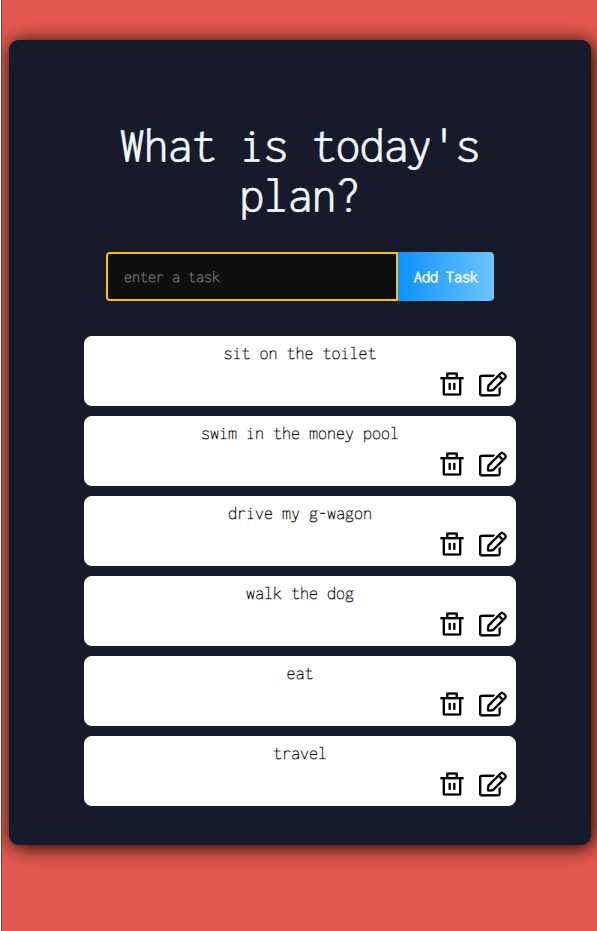 What is today's
plan?
enter a task
Add Task
sit on the toilet
swim in the money pool
drive my g-wagon
walk the dog
eat
travel